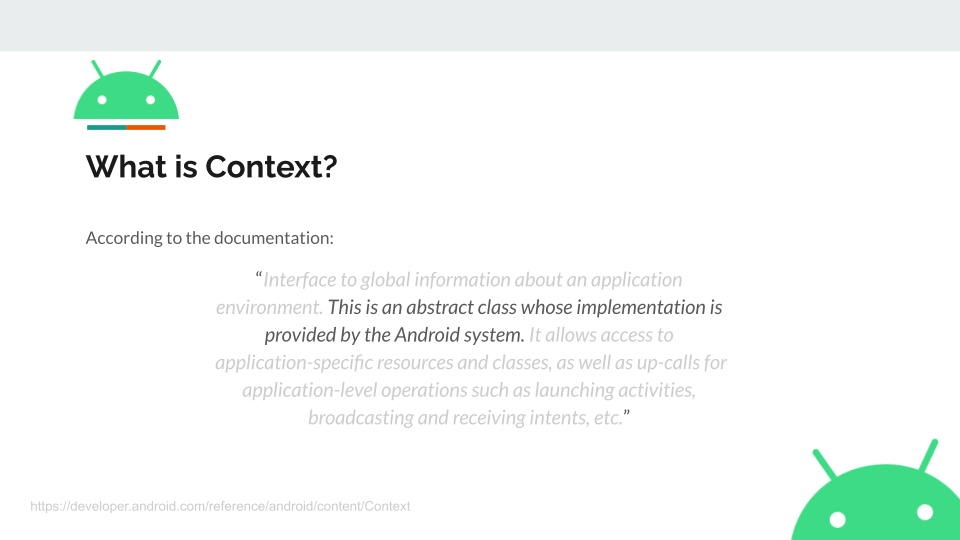 What is Context?
According to the documentation:
“Interface to global information about an application
environment. This is an abstract class whose implementation is
provided by the Android system. It allows access to
application-specific resources and classes, as well as up-calls for
application-level operations such as launching activities,
broadcasting and receiving intents, etc.”
https://developer.android.com/reference/android/content/Context